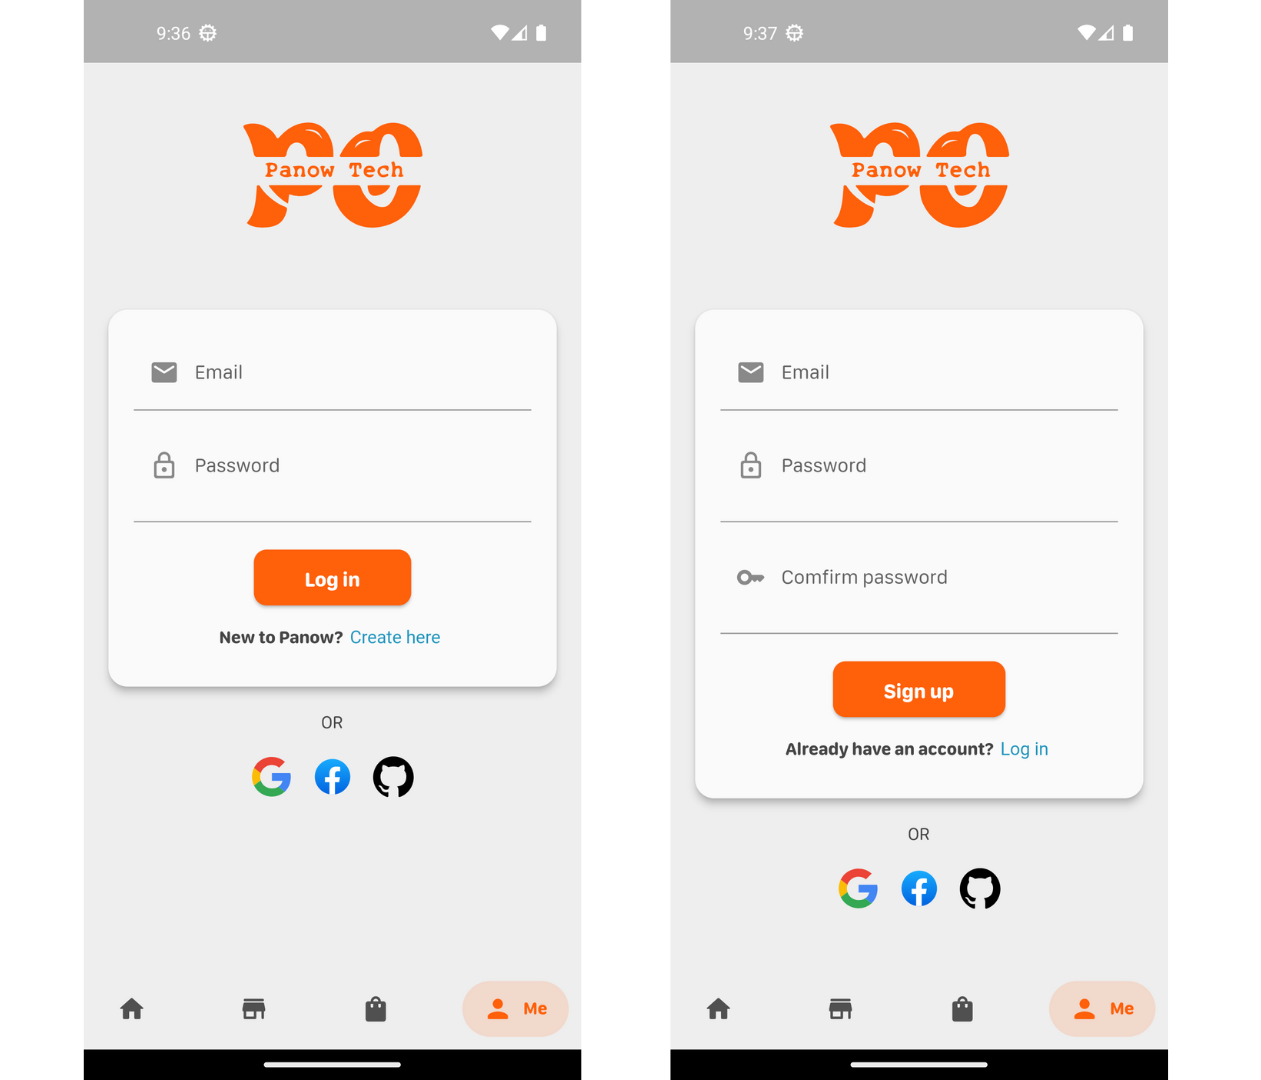 9:36
Panow Tech
Email
Password
Log in
New to Panow? Create here
OR
Me
9:37
Panow Tech
Email
Password
Comfirm password
Sign up
Already have an account? Log in
OR
Me